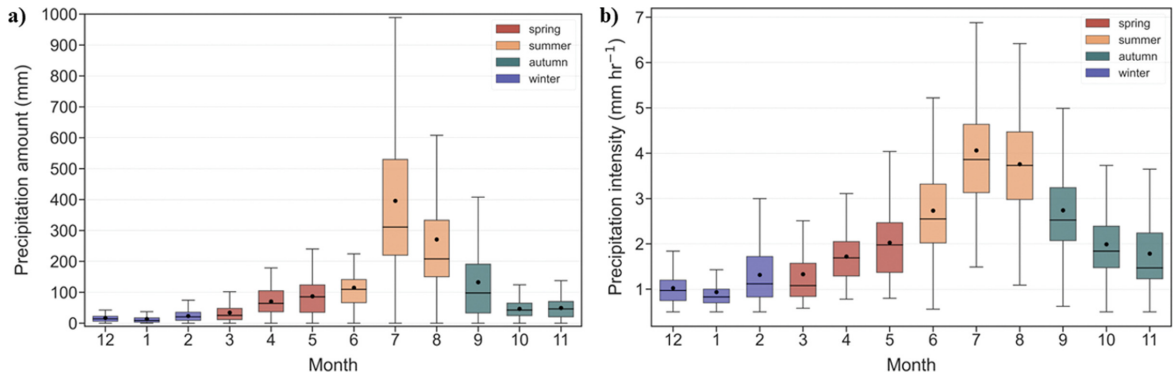 a)
Precipitation amount (mm)
1000
900
800
700
600
500
400
300
200
100
0
spring
summer
autumn
winter
12 1 2 3 4 5 6 7 8 9 10 11
Month
b)
Precipitation intensity (mm hr⁻¹)
7
6
5
4
3
2
1
spring
summer
autumn
winter
12 1 2 3 4 5 6 7 8 9 10 11
Month